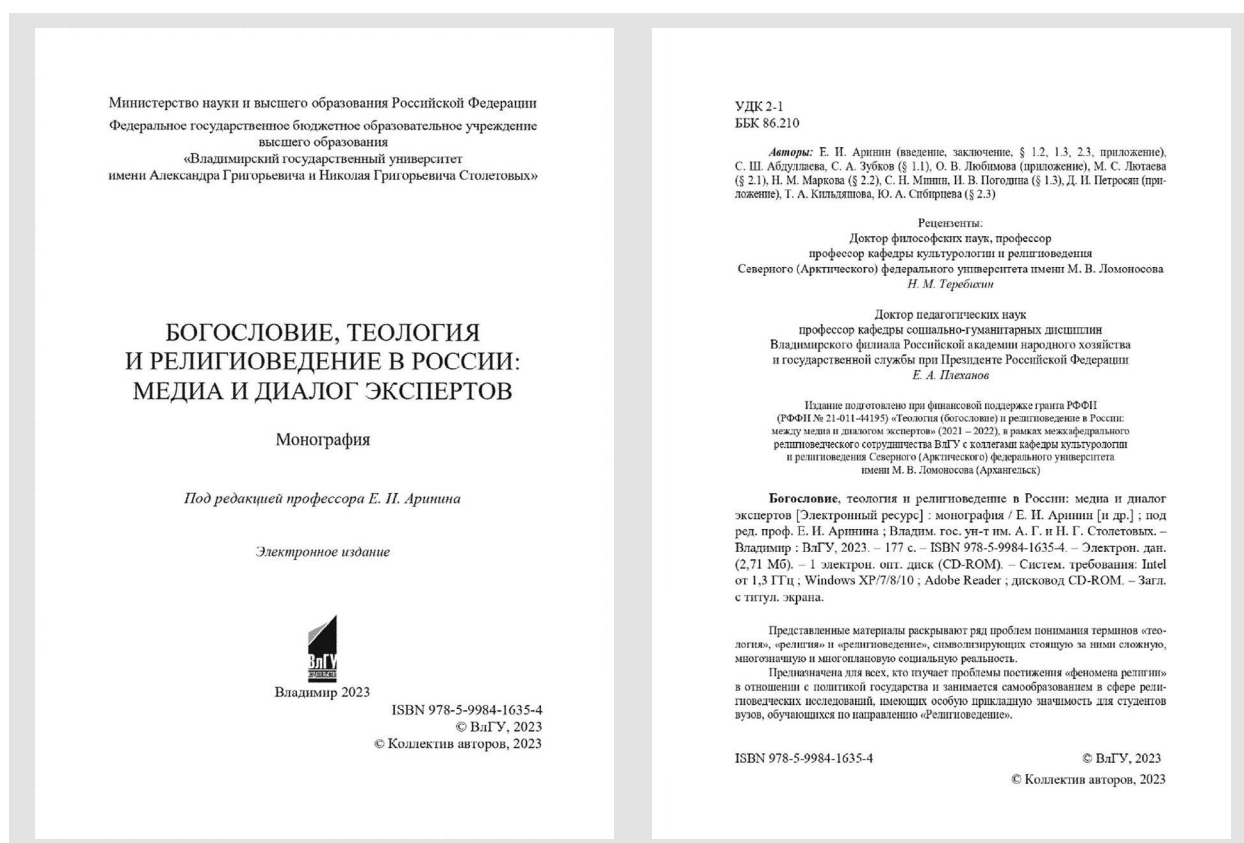 Министерство науки и высшего образования Российской Федерации
Федеральное государственное бюджетное образовательное учреждение
высшего образования
«Владимирский государственный университет
имени Александра Григорьевича и Николая Григорьевича Столетовых»
БОГОСЛОВИЕ, ТЕОЛОГИЯ
И РЕЛИГИОВЕДЕНИЕ В РОССИИ:
МЕДИА И ДИАЛОГ ЭКСПЕРТОВ
Монография
Под редакцией профессора Е. И. Аринина
Электронное издание
ВлГУ
Владимир 2023
ISBN 978-5-9984-1635-4
© ВлГУ, 2023
© Коллектив авторов, 2023
УДК 2-1
ББК 86.210
Авторы: Е. И. Аринин (введение, заключение, § 1.2, 1.3, 2.3, приложение),
С. Ш. Абдуллаева, С. А. Зубков (§ 1.1), О. В. Любимова (приложение), М. С. Лютаева
(§ 2.1), Н. М. Маркова (§ 2.2), С. Н. Минин, И. В. Погодина (§ 1.3), Д. И. Петросян (при-
ложение), Т. А. Кильдяшова, Ю. А. Сибирцева (§ 2.3)
Рецензенты:
Доктор философских наук, профессор
профессор кафедры культурологии и религиоведения
Северного (Арктического) федерального университета имени М. В. Ломоносова
Н. М. Теребихин
Доктор педагогических наук
профессор кафедры социально-гуманитарных дисциплин
Владимирского филиала Российской академии народного хозяйства
и государственной службы при Президенте Российской Федерации
Е. А. Плеханов
Издание подготовлено при финансовой поддержке гранта РФФИ
(РФФИ № 21-011-44195) «Теология (богословие) и религиоведение в России:
между медиа и диалогом экспертов» (2021 – 2022), в рамках межкафедрального
религиоведческого сотрудничества ВлГУ с коллегами кафедры культурологии
и религиоведения Северного (Арктического) федерального университета
имени М. В. Ломоносова (Архангельск)
Богословие, теология и религиоведение в России: медиа и диалог
экспертов [Электронный ресурс] : монография / Е. И. Аринин [и др.] ; под
ред. проф. Е. И. Аринина ; Владим. гос. ун-т им. А. Г. и Н. Г. Столетовых. –
Владимир : ВлГУ, 2023. – 177 с. – ISBN 978-5-9984-1635-4. – Электрон. дан.
(2,71 Мб). – 1 электрон. опт. диск (CD-ROM). – Систем. требования: Intel
от 1,3 ГГц ; Windows XP/7/8/10 ; Adobe Reader ; дисковод CD-ROM. – Загл.
с титул. экрана.
Представленные материалы раскрывают ряд проблем понимания терминов «тео-
логия», «религия» и «религиоведение», символизирующих стоящую за ними сложную,
многозначную и многоплановую социальную реальность.
Предназначена для всех, кто изучает проблемы постижения «феномена религии»
в отношении с политикой государства и занимается самообразованием в сфере рели-
гиоведческих исследований, имеющих особую прикладную значимость для студентов
вузов, обучающихся по направлению «Религиоведение».
ISBN 978-5-9984-1635-4
© ВлГУ, 2023
© Коллектив авторов, 2023